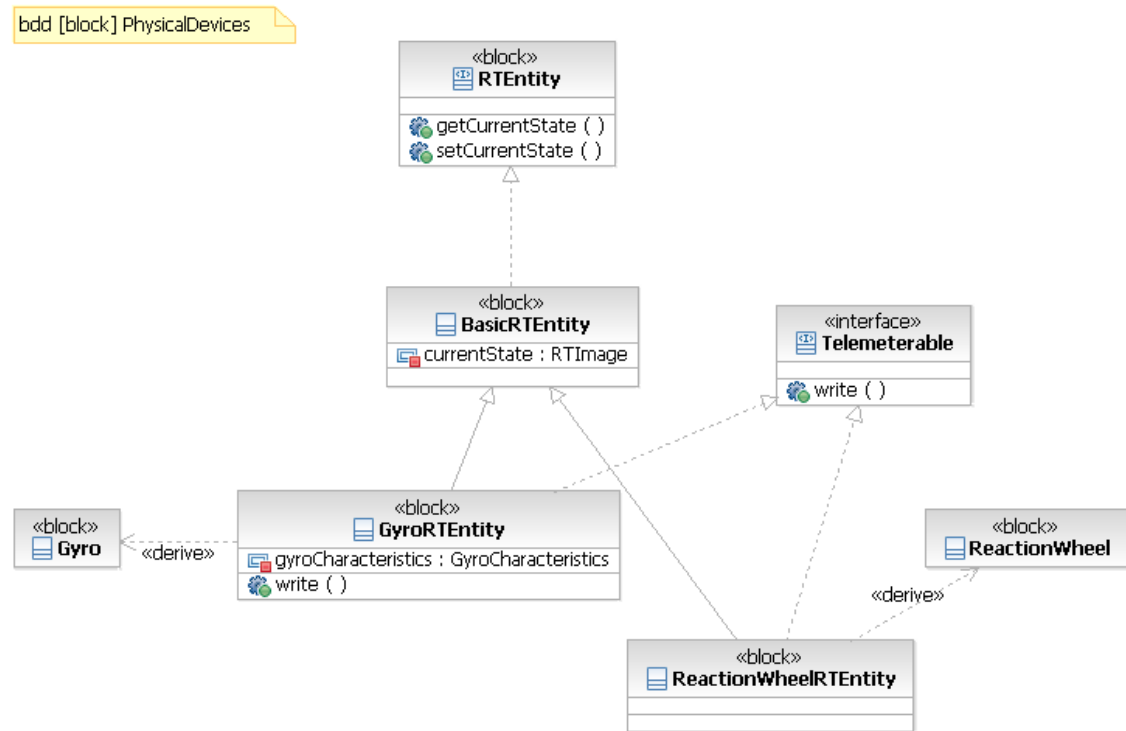 bdd [block] PhysicalDevices
«block»
RTEntity
getCurrentState ( )
setCurrentState ( )
«block»
BasicRTEntity
currentState : RTImage
«interface»
Telemeterable
write ( )
«block»
Gyro
«derive»
«block»
GyroRTEntity
gyroCharacteristics : GyroCharacteristics
write ( )
«block»
ReactionWheel
«derive»
«block»
ReactionWheelRTEntity